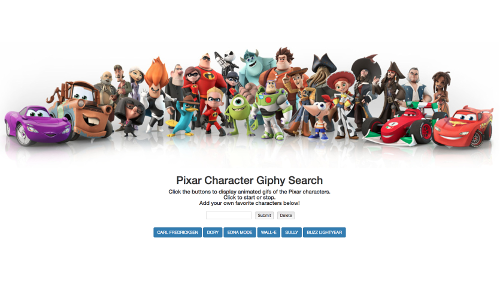 Pixar Character Giphy Search
Click the buttons to display animated gifs of the Pixar characters.
Click to start or stop.
Add your own favorite characters below!
Submit Delete
CARL FREDRICKSEN DORY EDNA MODE WALL-E SULLY BUZZ LIGHTYEAR